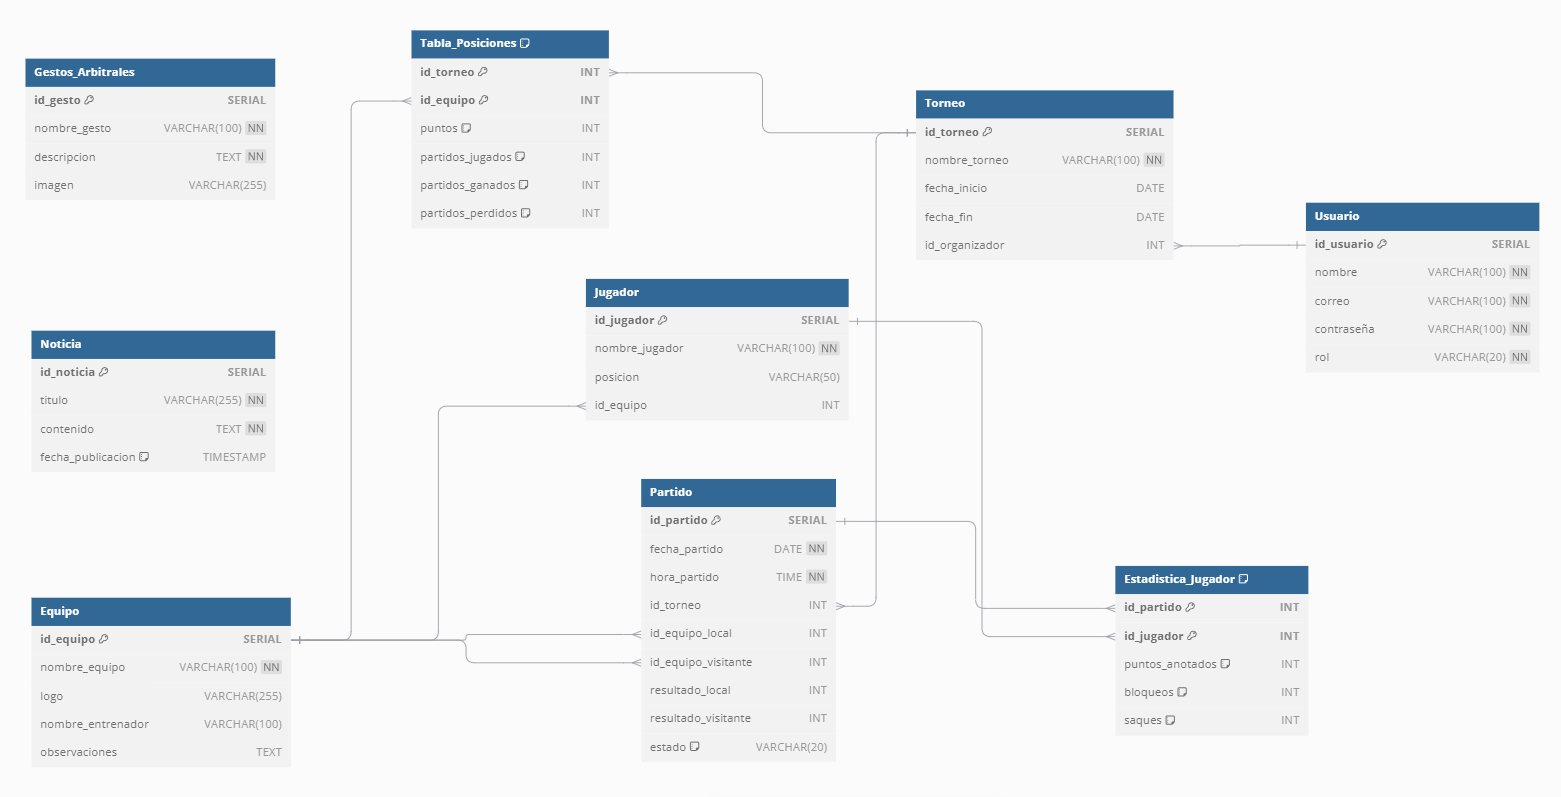 Gestos_Arbitrales
id_gesto SERIAL
nombre_gesto VARCHAR(100) NN
descripcion TEXT NN
imagen VARCHAR(255)
Tabla_Posiciones
id_torneo INT
id_equipo INT
puntos INT
partidos_jugados INT
partidos_ganados INT
partidos_perdidos INT
Torneo
id_torneo SERIAL
nombre_torneo VARCHAR(100) NN
fecha_inicio DATE
fecha_fin DATE
id_organizador INT
Usuario
id_usuario SERIAL
nombre VARCHAR(100) NN
correo VARCHAR(100) NN
contraseña VARCHAR(100) NN
rol VARCHAR(20) NN
Jugador
id_jugador SERIAL
nombre_jugador VARCHAR(100) NN
posicion VARCHAR(50)
id_equipo INT
Noticia
id_noticia SERIAL
titulo VARCHAR(255) NN
contenido TEXT NN
fecha_publicacion TIMESTAMP
Partido
id_partido SERIAL
fecha_partido DATE NN
hora_partido TIME NN
id_torneo INT
id_equipo_local INT
id_equipo_visitante INT
resultado_local INT
resultado_visitante INT
estado VARCHAR(20)
Equipo
id_equipo SERIAL
nombre_equipo VARCHAR(100) NN
logo VARCHAR(255)
nombre_entrenador VARCHAR(100)
observaciones TEXT
Estadistica_Jugador
id_partido INT
id_jugador INT
puntos_anotados INT
bloqueos INT
saques INT